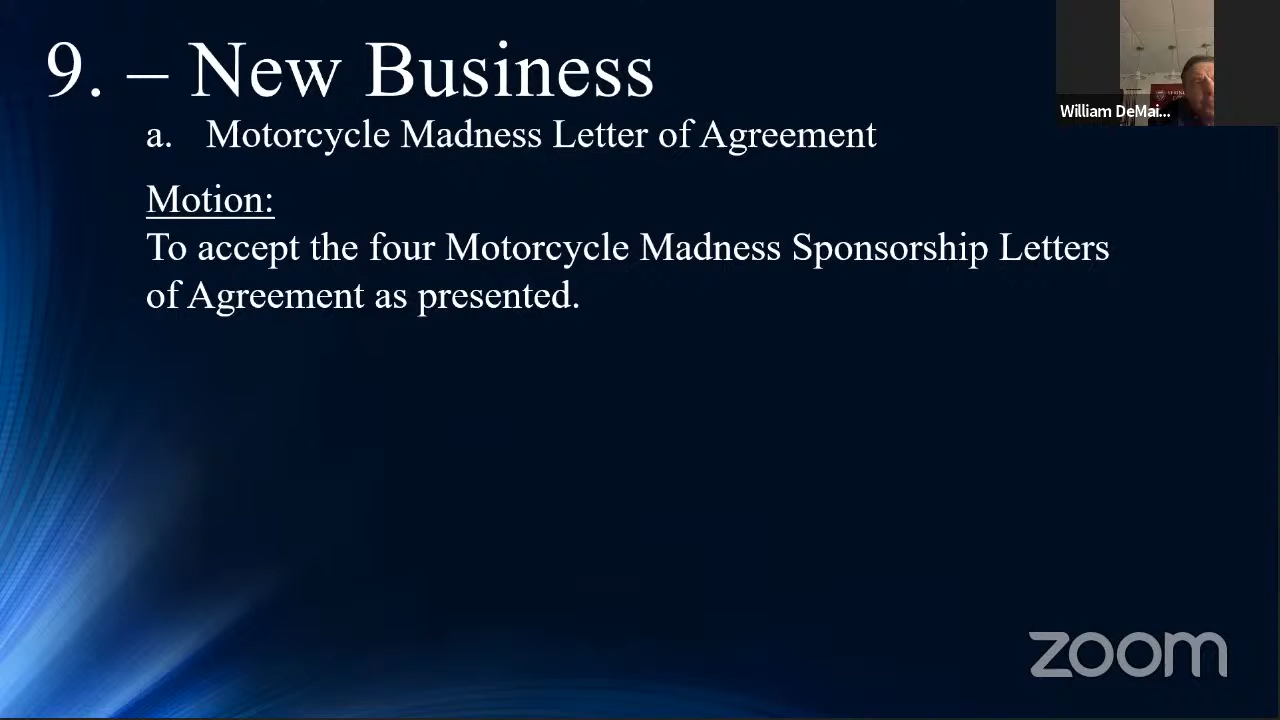 9. – New Business
William DeMai...
a. Motorcycle Madness Letter of Agreement
Motion:
To accept the four Motorcycle Madness Sponsorship Letters
of Agreement as presented.
zoom